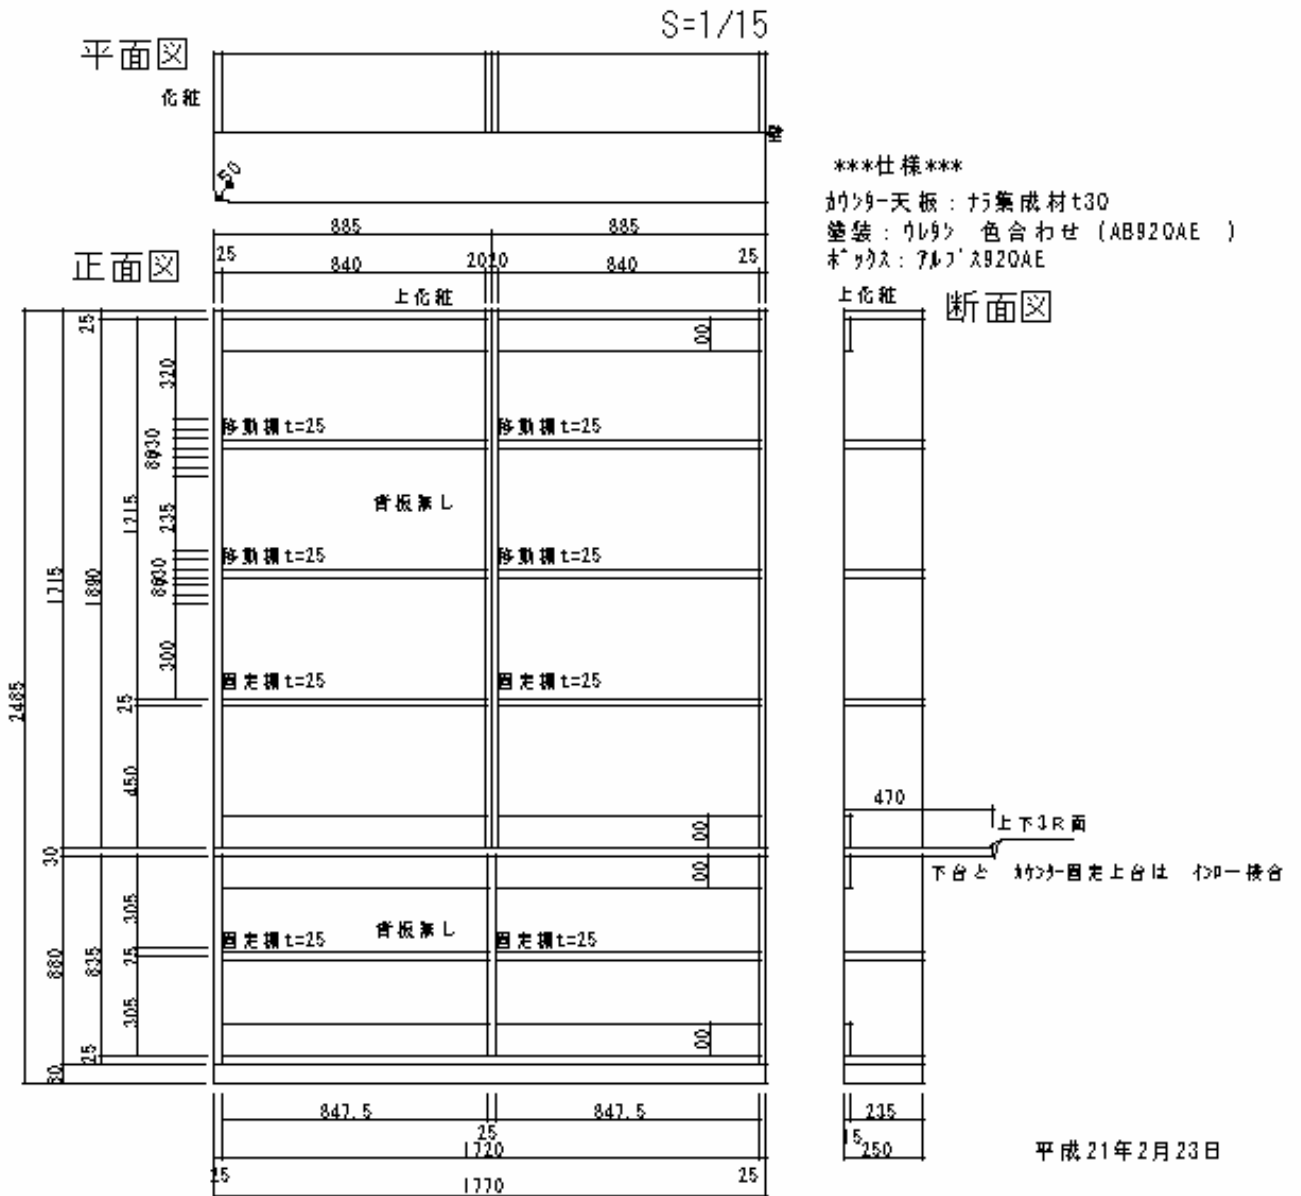 S=1/15
平面図
化粧
壁
50
***仕様***
ｶｳﾝﾀｰ天板：ﾅﾗ集成材t30
塗装：ｳﾚﾀﾝ 色合わせ (AB920AE )
ﾎﾞｯｸｽ：ｱﾙﾌﾟｽ920AE
885 885
正面図
25 840 2020 840 25
上化粧
上化粧
断面図
25
320
移動棚t=25 移動棚t=25
背板無し
1215
235
移動棚t=25 移動棚t=25
1715
300
固定棚t=25 固定棚t=25
2485
25
450
470
上下3R面
30
下台と ｶｳﾝﾀｰ固定上台は ｲﾝﾛｰ接合
305
背板無し
固定棚t=25 固定棚t=25
25
305
25
847.5 847.5
25
1720
25 25
1770
235
15
250
平成21年2月23日